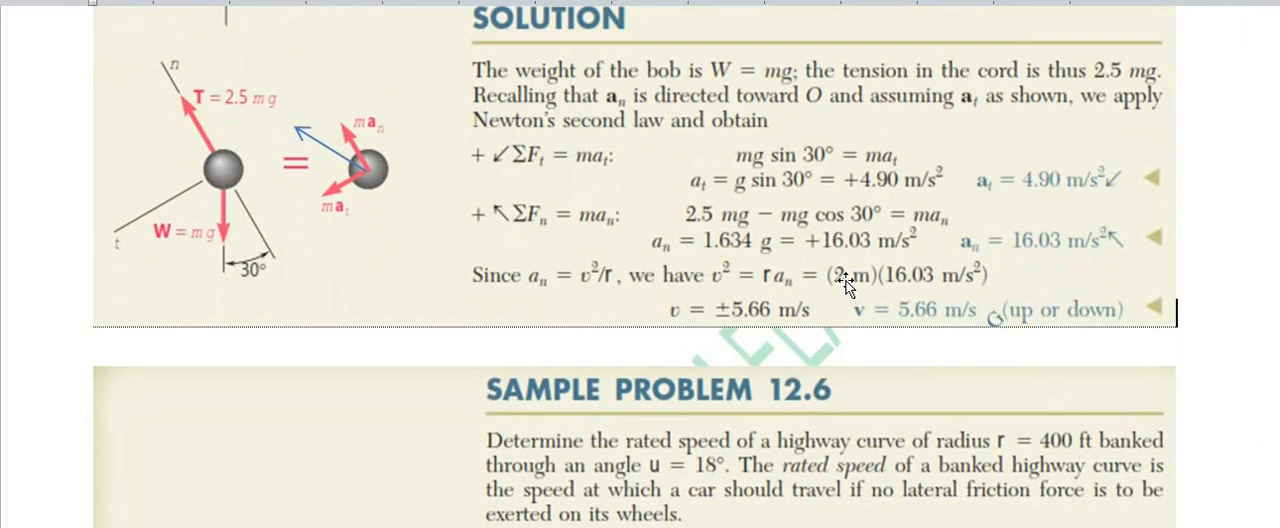 SOLUTION
n
T = 2.5 mg
ma_n
=
ma_t
W = mg
t
30°
The weight of the bob is W = mg; the tension in the cord is thus 2.5 mg.
Recalling that a_n is directed toward O and assuming a_t as shown, we apply
Newton's second law and obtain
+ ↙ΣF_t = ma_t: mg sin 30° = ma_t
a_t = g sin 30° = +4.90 m/s² a_t = 4.90 m/s²↙
+ ↖ΣF_n = ma_n: 2.5 mg − mg cos 30° = ma_n
a_n = 1.634 g = +16.03 m/s² a_n = 16.03 m/s²↖
Since a_n = v²/r, we have v² = ra_n = (2 m)(16.03 m/s²)
v = ±5.66 m/s v = 5.66 m/s (up or down)
SAMPLE PROBLEM 12.6
Determine the rated speed of a highway curve of radius r = 400 ft banked
through an angle u = 18°. The rated speed of a banked highway curve is
the speed at which a car should travel if no lateral friction force is to be
exerted on its wheels.